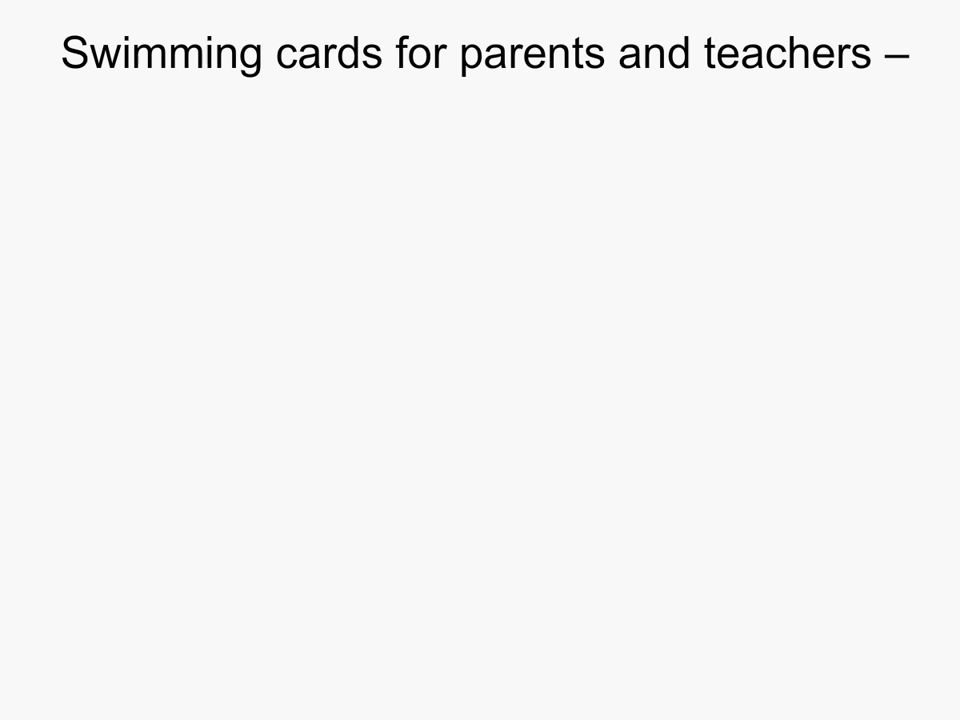 Swimming cards for parents and teachers –